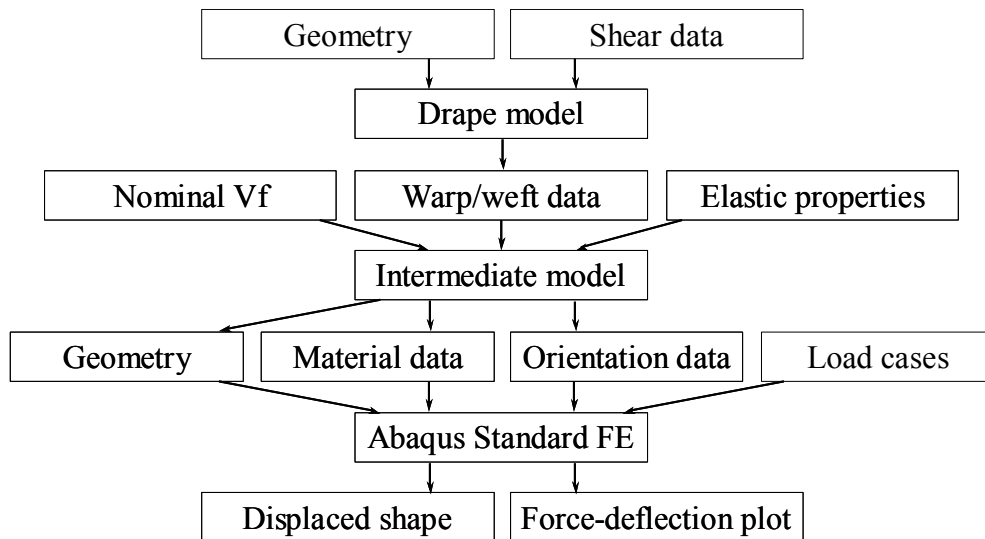 Geometry
Shear data
Drape model
Nominal Vf
Warp/weft data
Elastic properties
Intermediate model
Geometry
Material data
Orientation data
Load cases
Abaqus Standard FE
Displaced shape
Force-deflection plot